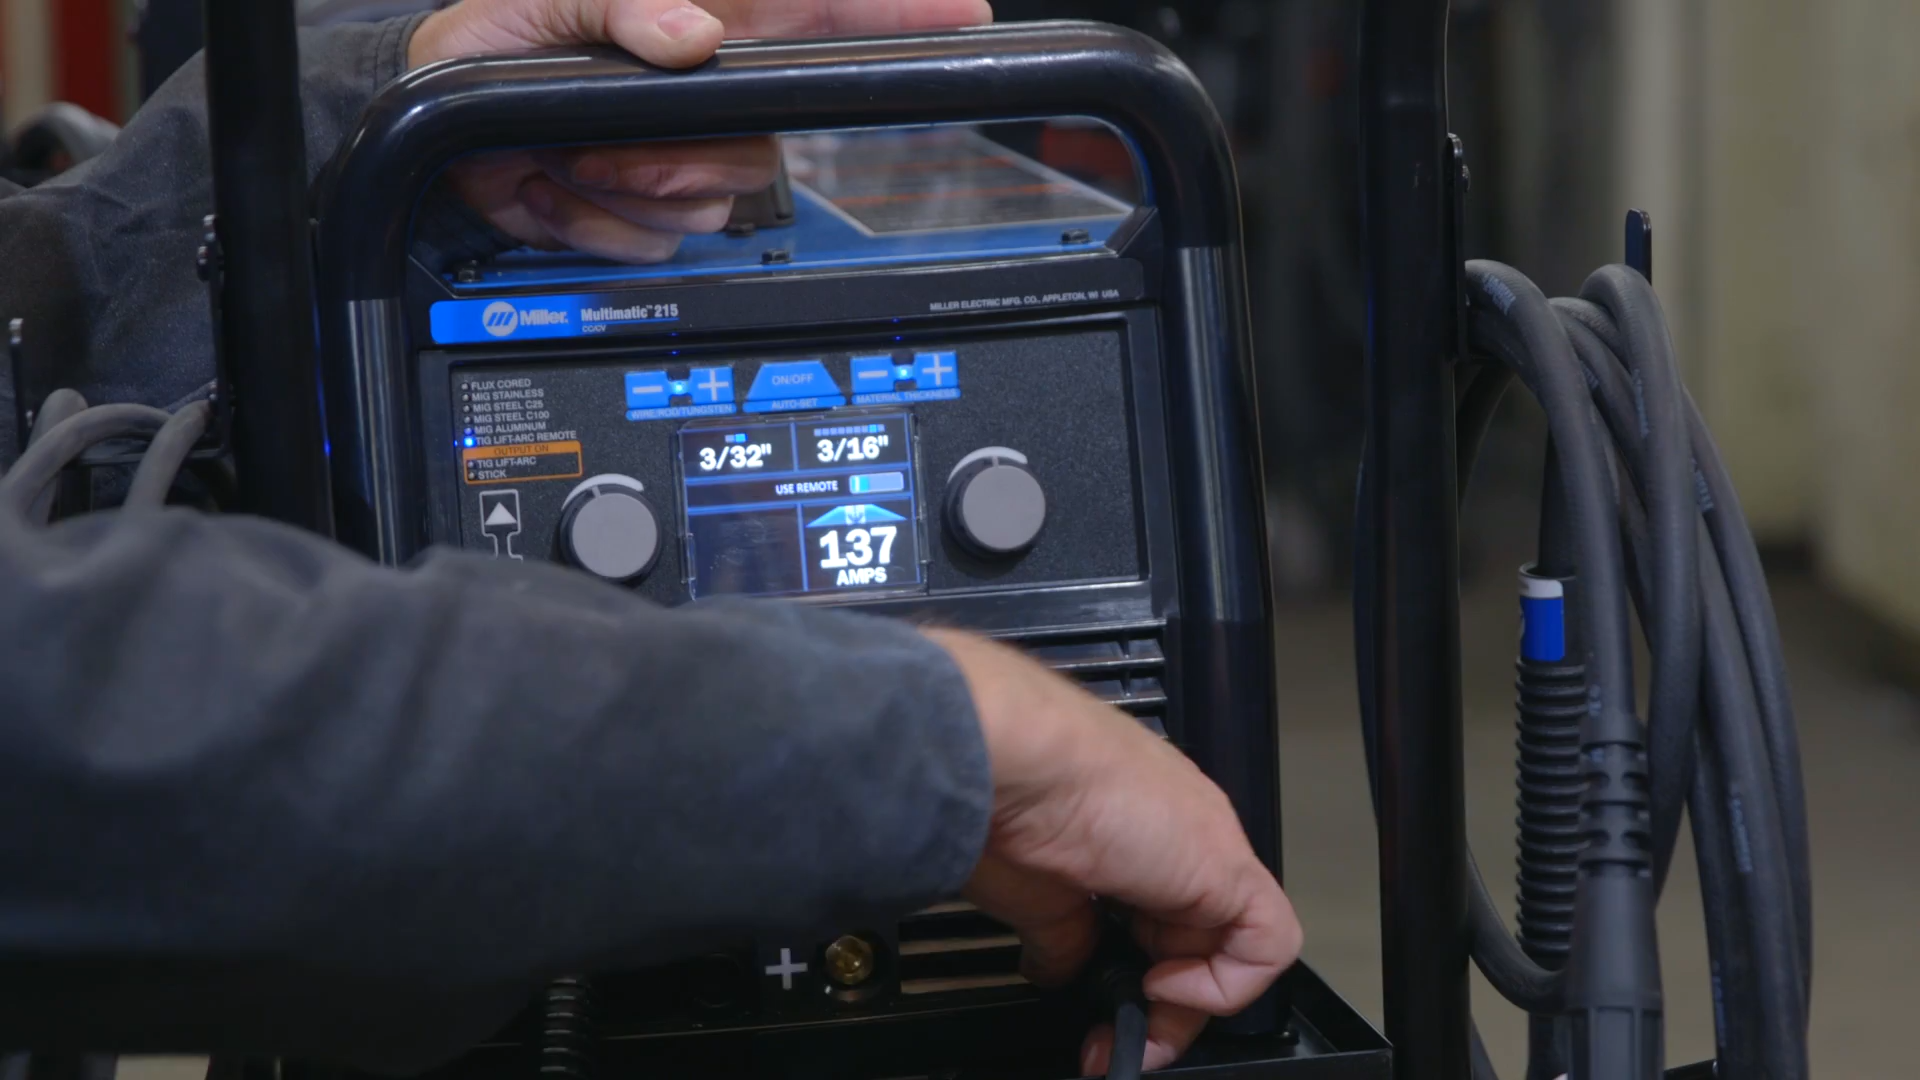 Miller. Multimatic™ 215
CC/CV
MILLER ELECTRIC MFG. CO., APPLETON, WI USA
FLUX CORED
MIG STAINLESS
MIG STEEL C25
MIG STEEL C100
MIG ALUMINUM
TIG LIFT-ARC REMOTE
OUTPUT ON
TIG LIFT-ARC
STICK
− +
WIRE/ROD/TUNGSTEN
ON/OFF
AUTO-SET
− +
MATERIAL THICKNESS
3/32"
3/16"
USE REMOTE
137
AMPS
+